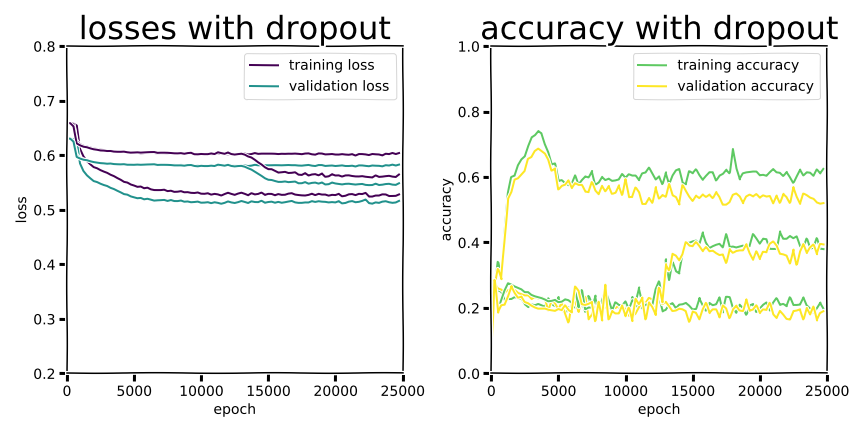 losses with dropout
0.8
0.7
0.6
0.5
0.4
0.3
0.2
loss
training loss
validation loss
0 5000 10000 15000 20000 25000
epoch
accuracy with dropout
1.0
0.8
0.6
0.4
0.2
0.0
accuracy
training accuracy
validation accuracy
0 5000 10000 15000 20000 25000
epoch